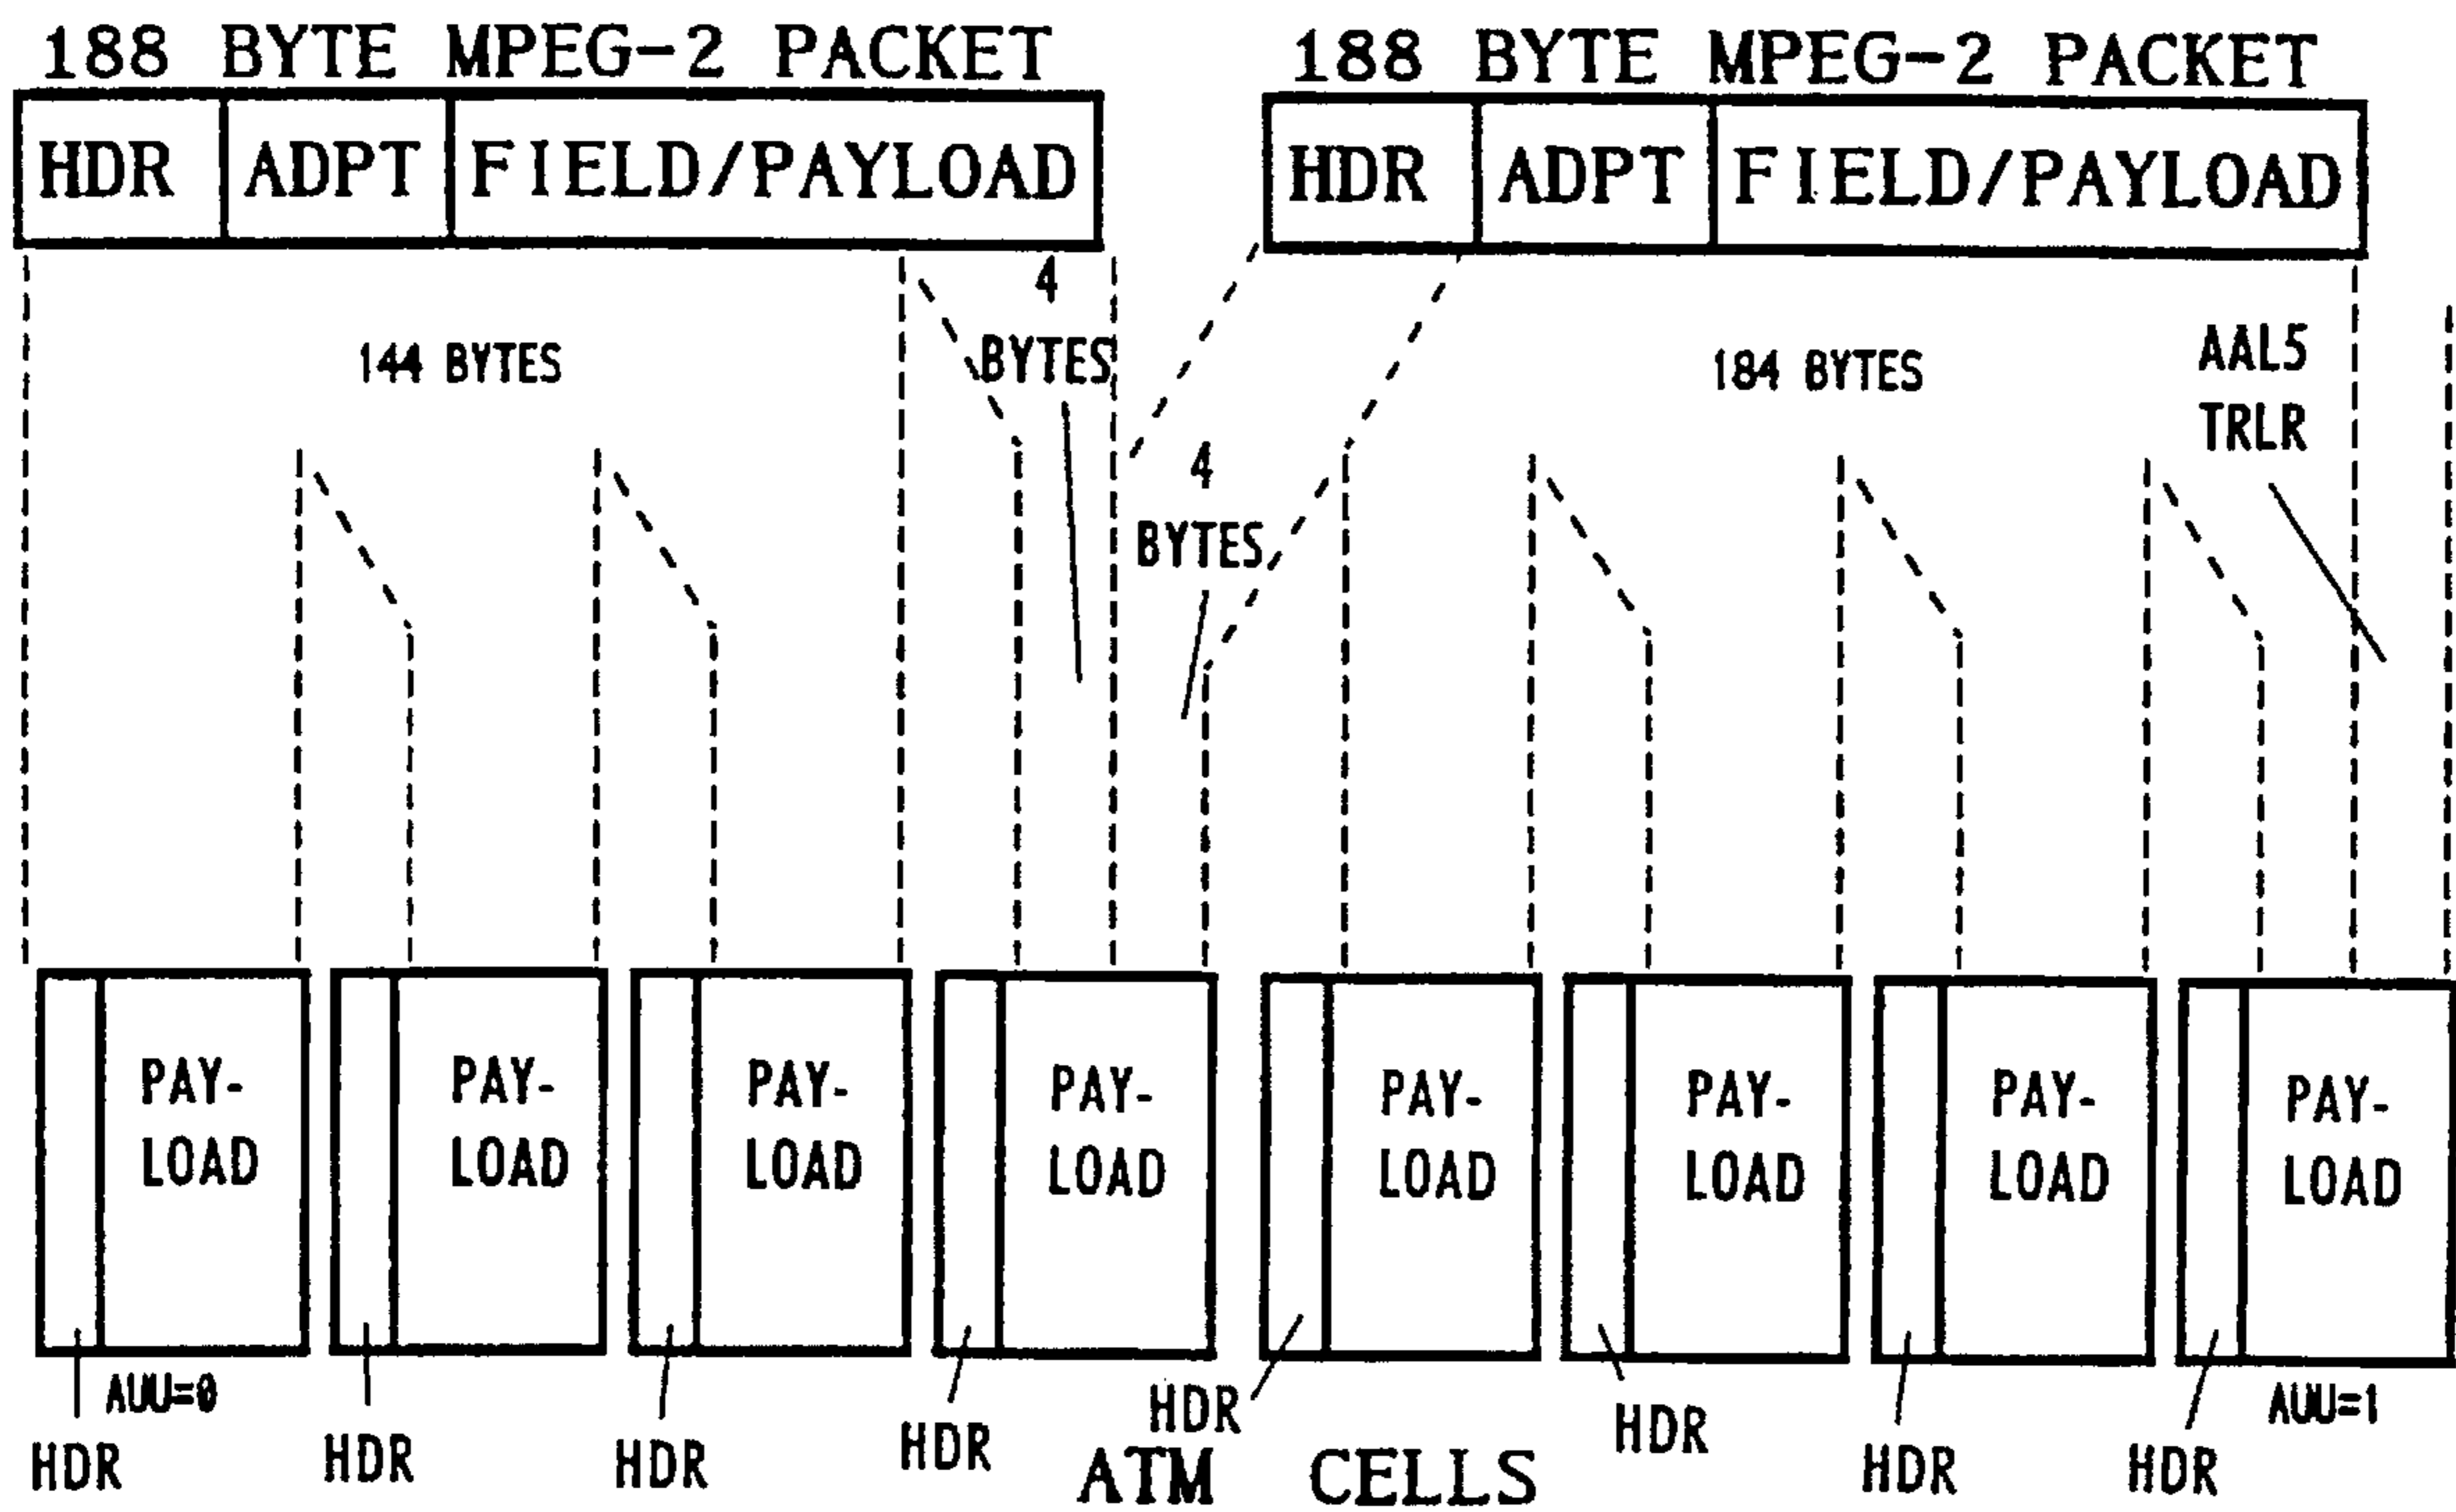 188 BYTE MPEG-2 PACKET
188 BYTE MPEG-2 PACKET
HDR ADPT FIELD/PAYLOAD
HDR ADPT FIELD/PAYLOAD
4
BYTES
144 BYTES
184 BYTES
AAL5
TRLR
4
BYTES
PAY-
LOAD
PAY-
LOAD
PAY-
LOAD
PAY-
LOAD
PAY-
LOAD
PAY-
LOAD
PAY-
LOAD
PAY-
LOAD
AUU=0
AUU=1
HDR
HDR
HDR
HDR
HDR
HDR
HDR
HDR
ATM CELLS